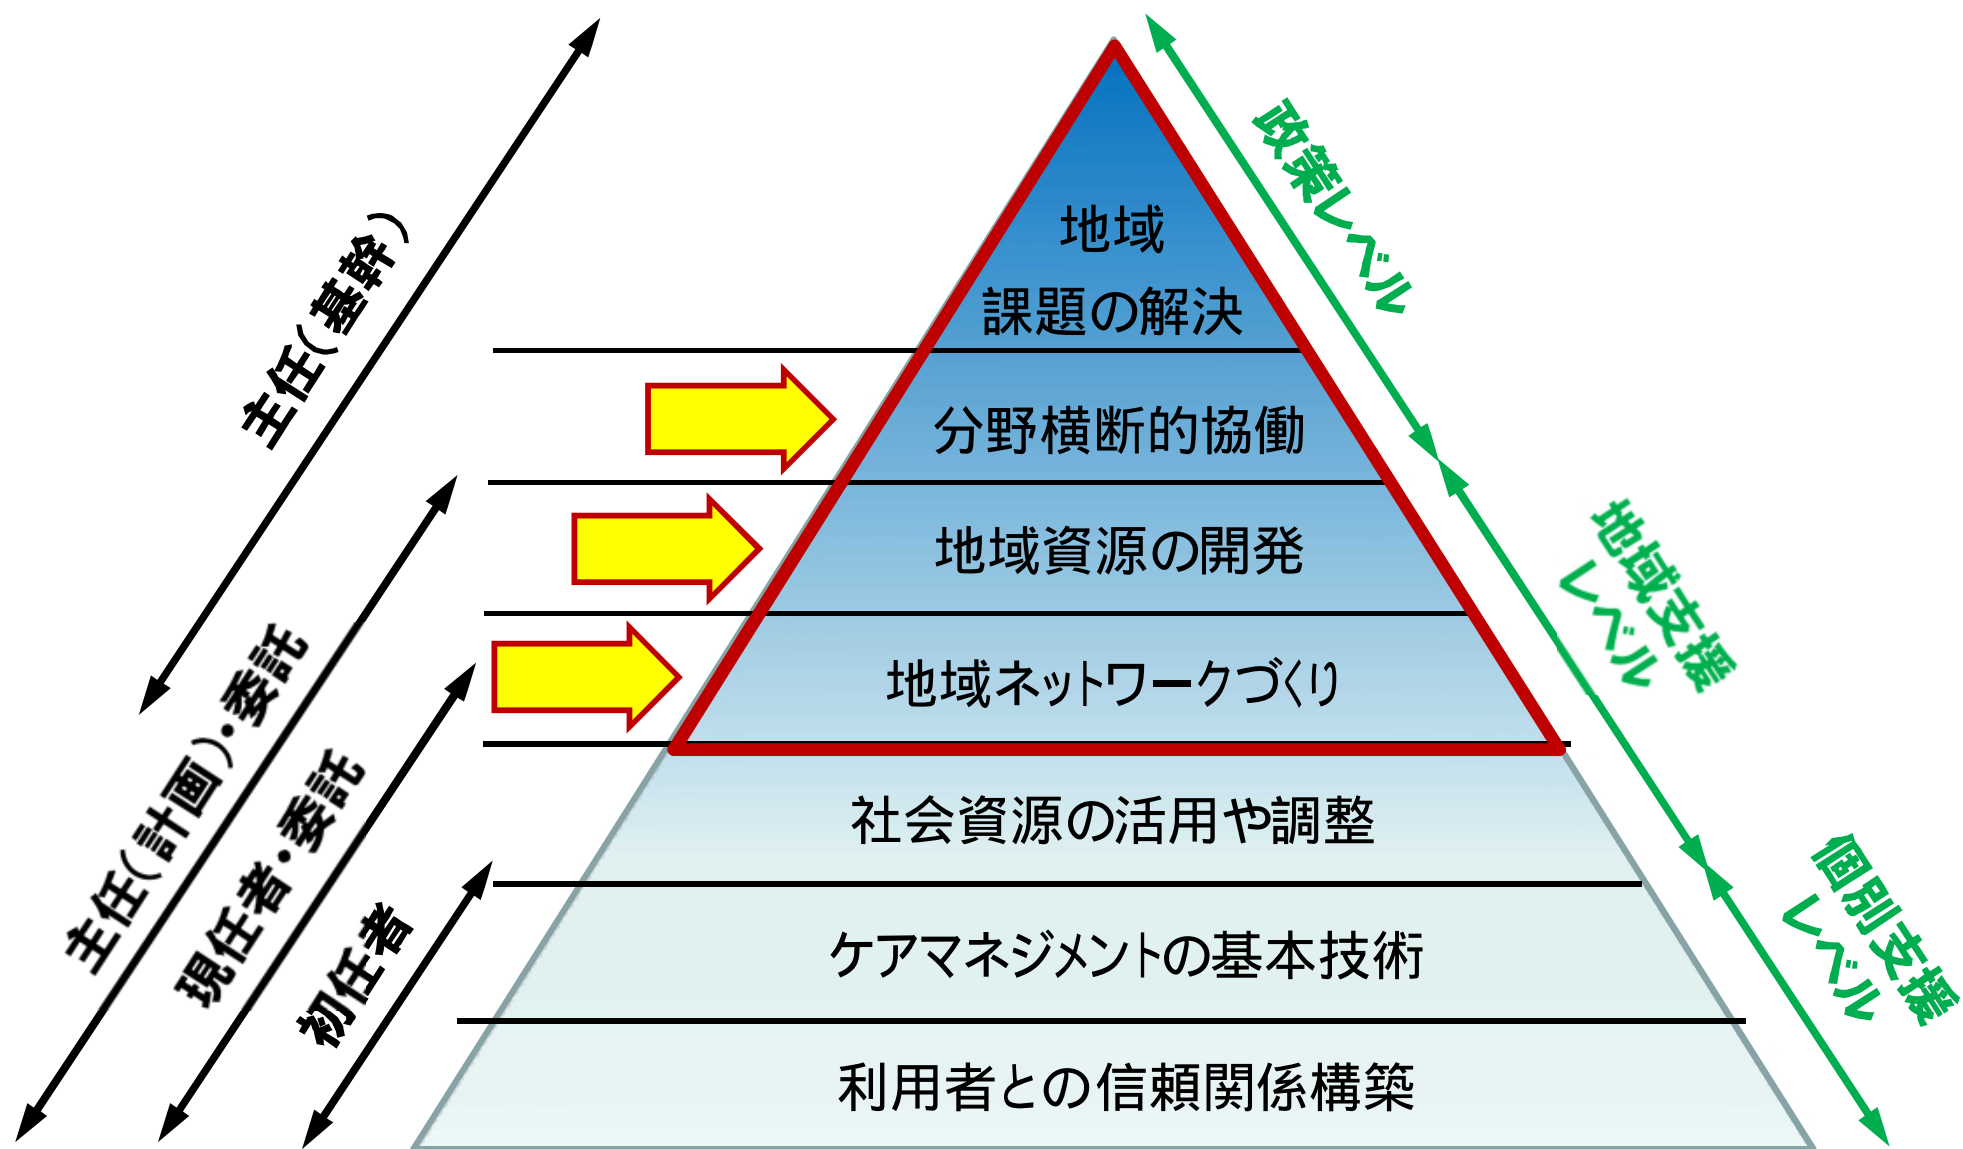 政策レベル
主任(基幹)
地域
課題の解決
分野横断的協働
地域資源の開発
地域支援
レベル
主任(計画)・委託
地域ネットワークづくり
現任者・委託
社会資源の活用や調整
個別支援
レベル
初任者
ケアマネジメントの基本技術
利用者との信頼関係構築